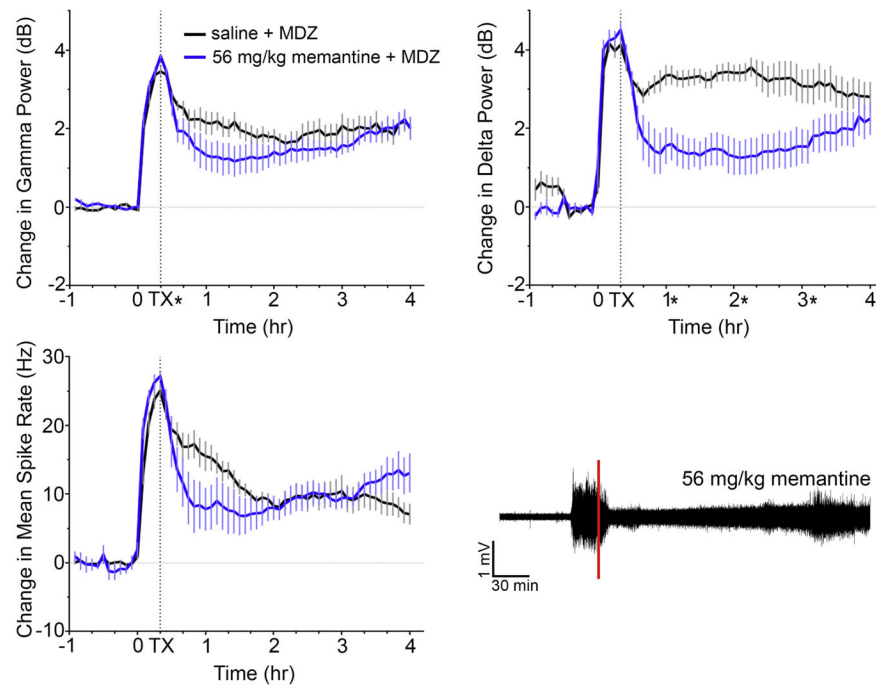 Change in Gamma Power (dB)
4
2
0
-2
saline + MDZ
56 mg/kg memantine + MDZ
-1 0 TX* 1 2 3 4
Time (hr)
Change in Delta Power (dB)
4
2
0
-2
-1 0 TX 1* 2* 3* 4
Time (hr)
Change in Mean Spike Rate (Hz)
30
20
10
0
-10
-1 0 TX 1 2 3 4
Time (hr)
56 mg/kg memantine
1 mV
30 min